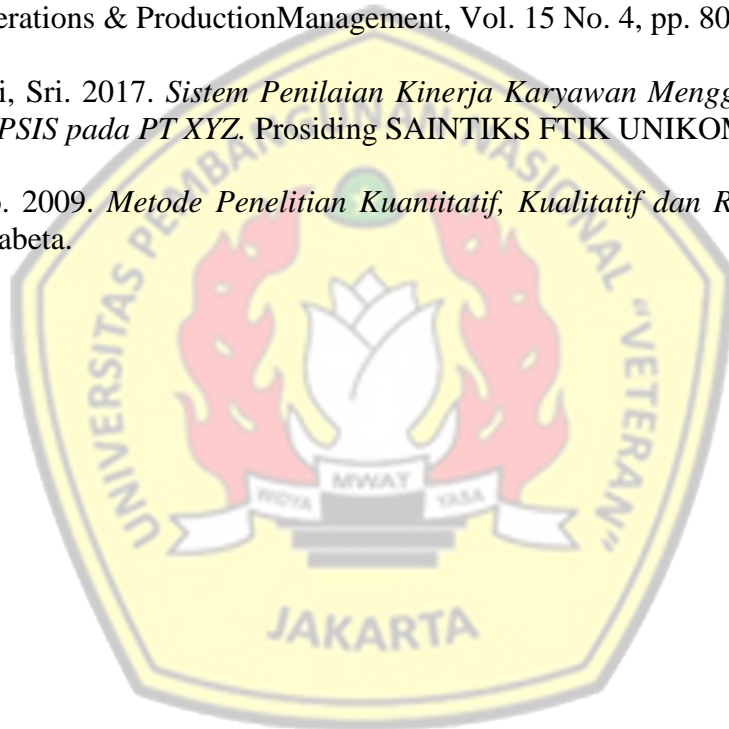 erations & ProductionManagement, Vol. 15 No. 4, pp. 80
i, Sri. 2017. Sistem Penilaian Kinerja Karyawan Mengg
PSIS pada PT XYZ. Prosiding SAINTIKS FTIK UNIKOM
. 2009. Metode Penelitian Kuantitatif, Kualitatif dan R
abeta.
UNIVERSITAS PEMBANGUNAN NASIONAL "VETERAN"
WIDYA MWAT YASA
JAKARTA